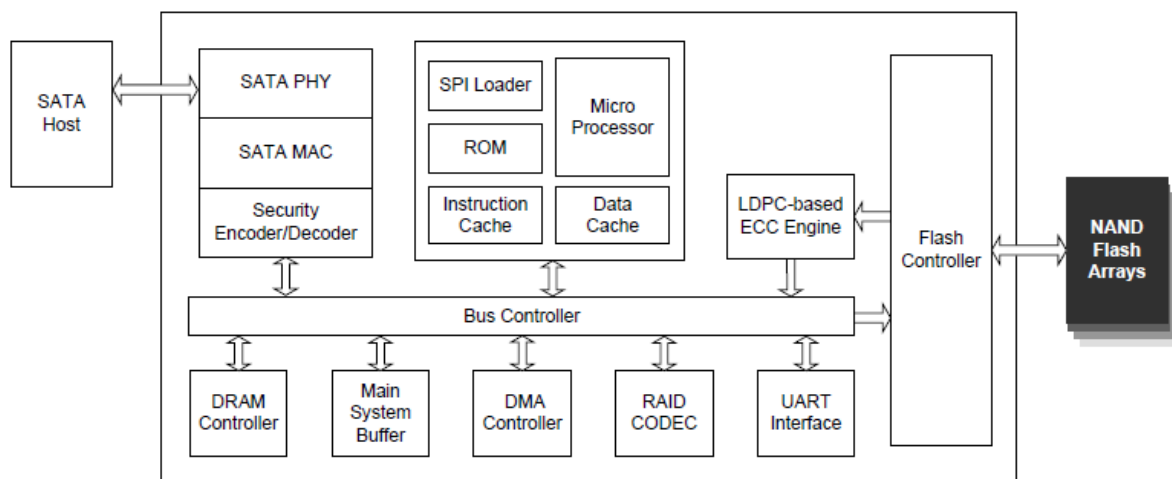 SATA
Host
SATA PHY
SATA MAC
Security
Encoder/Decoder
SPI Loader
ROM
Instruction
Cache
Micro
Processor
Data
Cache
LDPC-based
ECC Engine
Flash
Controller
NAND
Flash
Arrays
Bus Controller
DRAM
Controller
Main
System
Buffer
DMA
Controller
RAID
CODEC
UART
Interface